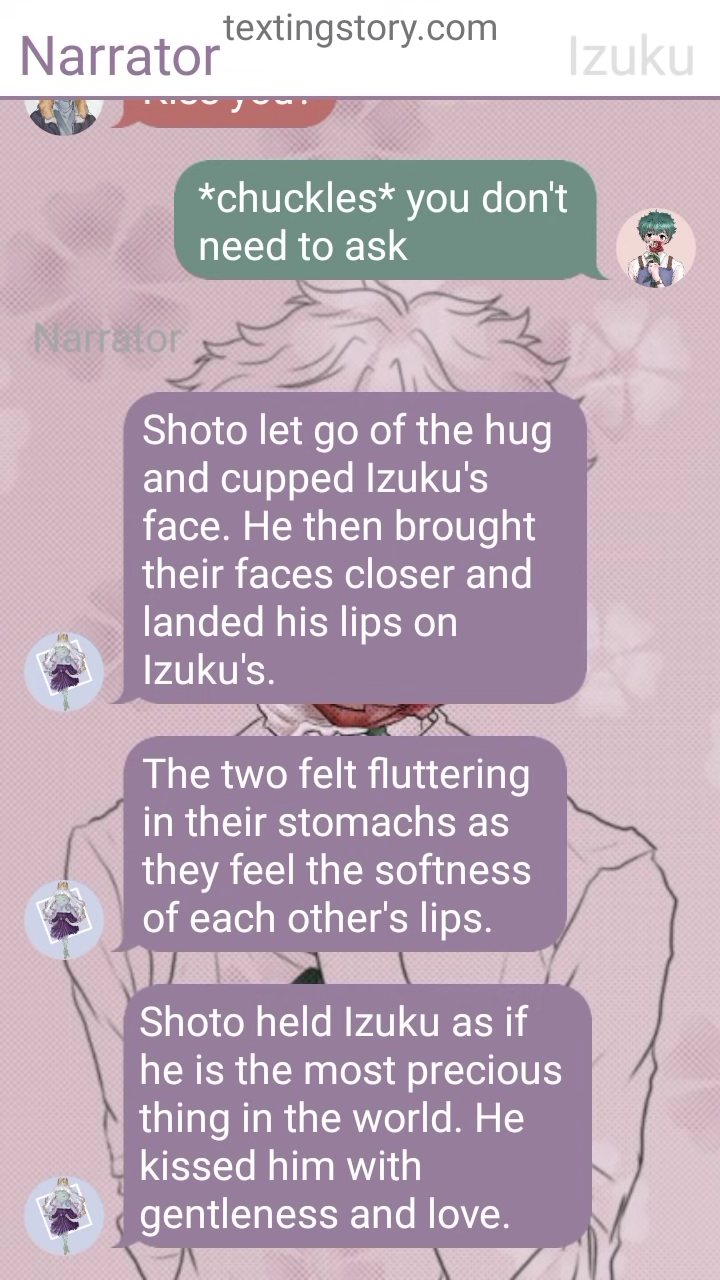 textingstory.com
Narrator
Izuku
Kiss you?
*chuckles* you don't
need to ask
Narrator
Shoto let go of the hug
and cupped Izuku's
face. He then brought
their faces closer and
landed his lips on
Izuku's.
The two felt fluttering
in their stomachs as
they feel the softness
of each other's lips.
Shoto held Izuku as if
he is the most precious
thing in the world. He
kissed him with
gentleness and love.